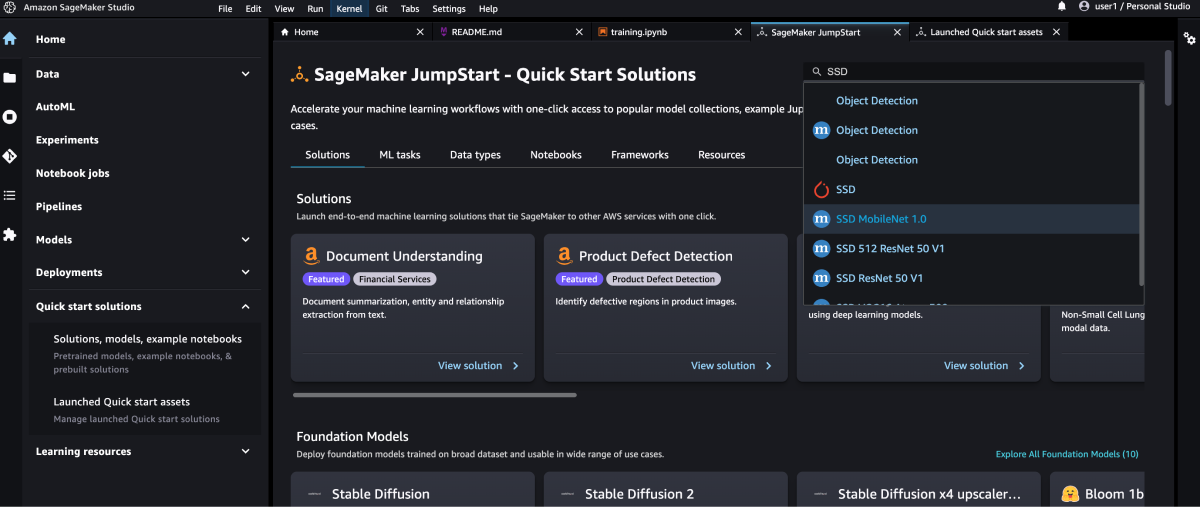 Amazon SageMaker Studio
File Edit View Run Kernel Git Tabs Settings Help
user1 / Personal Studio
Home
Data
AutoML
Experiments
Notebook jobs
Pipelines
Models
Deployments
Quick start solutions
Solutions, models, example notebooks
Pretrained models, example notebooks, &
prebuilt solutions
Launched Quick start assets
Manage launched Quick start solutions
Learning resources
Home
README.md
training.ipynb
SageMaker JumpStart
Launched Quick start assets
SageMaker JumpStart - Quick Start Solutions
Accelerate your machine learning workflows with one-click access to popular model collections, example Jup
cases.
SSD
Object Detection
m Object Detection
Object Detection
SSD
m SSD MobileNet 1.0
m SSD 512 ResNet 50 V1
m SSD ResNet 50 V1
Solutions ML tasks Data types Notebooks Frameworks Resources
Solutions
Launch end-to-end machine learning solutions that tie SageMaker to other AWS services with one click.
a Document Understanding
Featured Financial Services
Document summarization, entity and relationship
extraction from text.
View solution
a Product Defect Detection
Featured Product Defect Detection
Identify defective regions in product images.
View solution
using deep learning models.
View solution
Non-Small Cell Lung
modal data.
Foundation Models
Deploy foundation models trained on broad dataset and usable in wide range of use cases.
Explore All Foundation Models (10)
Stable Diffusion
Stable Diffusion 2
Stable Diffusion x4 upscaler...
Bloom 1b